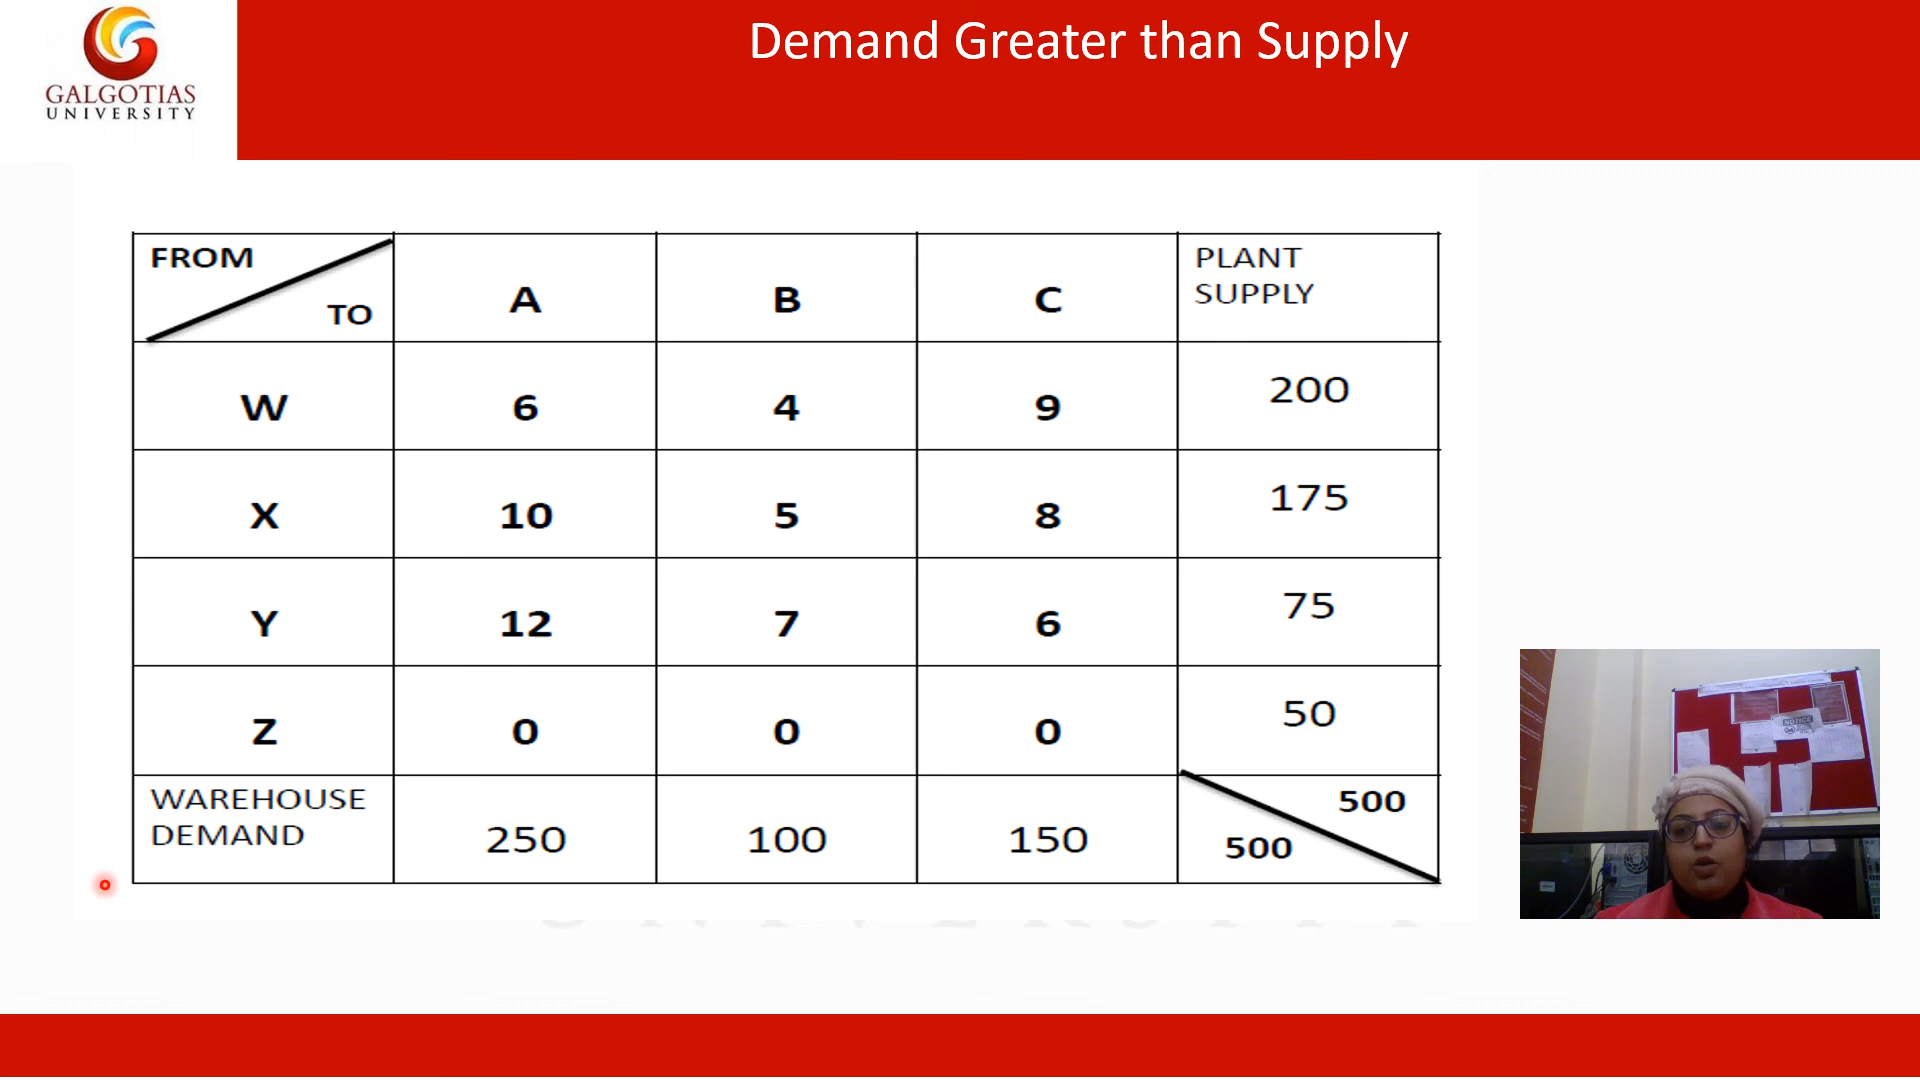 GALGOTIAS
UNIVERSITY
Demand Greater than Supply
FROM
TO
A
B
C
PLANT
SUPPLY
W
6
4
9
200
X
10
5
8
175
Y
12
7
6
75
Z
0
0
0
50
WAREHOUSE
DEMAND
250
100
150
500
500
NOTICE